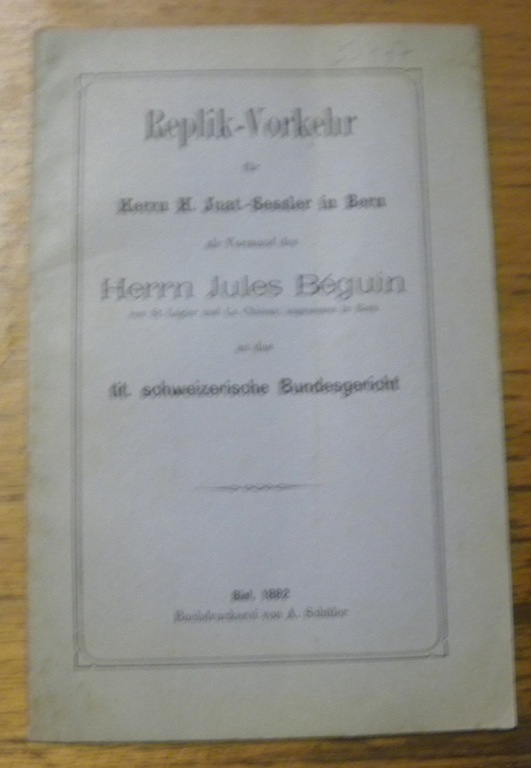 Replik-Vorkehr
für
Herrn H. Just-Sessler in Bern
als Vormund des
Herrn Jules Béguin
an das
tit. schweizerische Bundesgericht
Biel, 1882
Buchdruckerei von A. Schüler